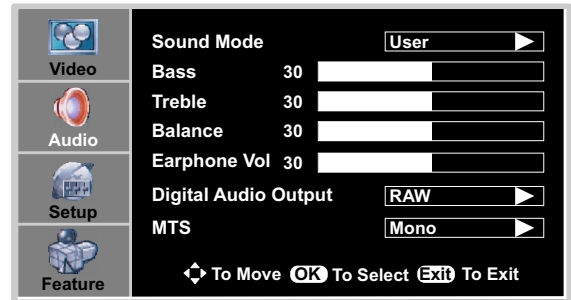 Video
Audio
Setup
Feature
Sound Mode User
Bass 30
Treble 30
Balance 30
Earphone Vol 30
Digital Audio Output RAW
MTS Mono
To Move OK To Select Exit To Exit